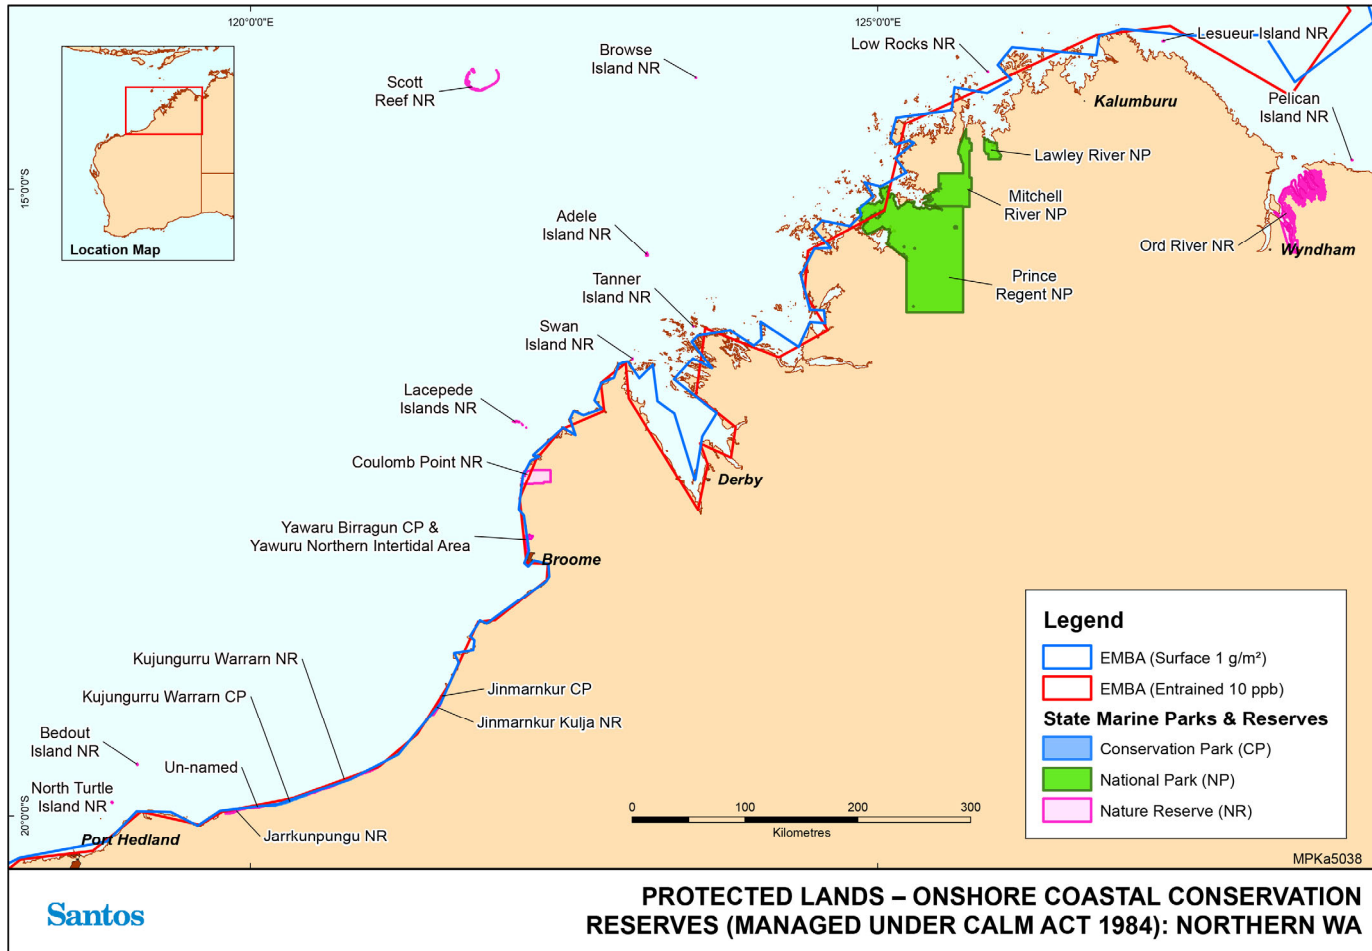 120°0'0"E
125°0'0"E
15°0'0"S
20°0'0"S
Location Map
Scott
Reef NR
Browse
Island NR
Low Rocks NR
Lesueur Island NR
Kalumburu
Pelican
Island NR
Lawley River NP
Mitchell
River NP
Ord River NR
Wyndham
Prince
Regent NP
Adele
Island NR
Tanner
Island NR
Swan
Island NR
Lacepede
Islands NR
Coulomb Point NR
Derby
Yawaru Birragun CP &
Yawuru Northern Intertidal Area
Broome
Kujungurru Warrarn NR
Kujungurru Warrarn CP
Jinmarnkur CP
Jinmarnkur Kulja NR
Bedout
Island NR
Un-named
North Turtle
Island NR
Port Hedland
Jarrkunpungu NR
0 100 200 300
Kilometres
Legend
EMBA (Surface 1 g/m²)
EMBA (Entrained 10 ppb)
State Marine Parks & Reserves
Conservation Park (CP)
National Park (NP)
Nature Reserve (NR)
MPKa5038
Santos
PROTECTED LANDS – ONSHORE COASTAL CONSERVATION
RESERVES (MANAGED UNDER CALM ACT 1984): NORTHERN WA